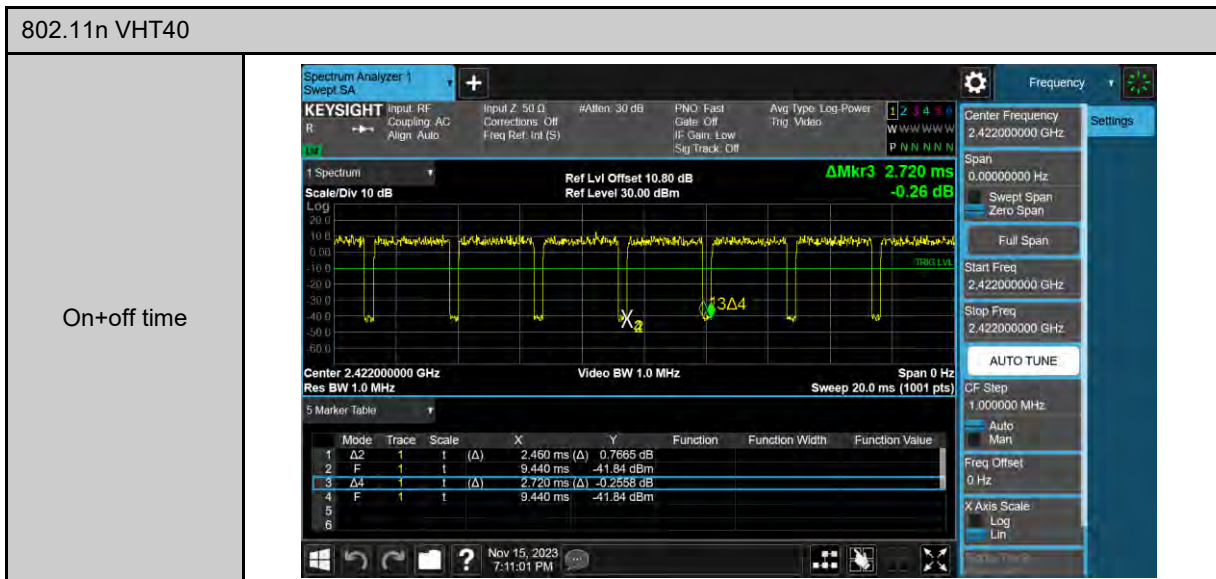 802.11n VHT40
On+off time
Spectrum Analyzer 1
Swept SA
Frequency
KEYSIGHT
R
Input: RF
Coupling: AC
Align: Auto
Input Z: 50 Ω
Corrections: Off
Freq Ref: Int (S)
#Atten: 30 dB
PNO: Fast
Gate: Off
IF Gain: Low
Sig Track: Off
Avg Type: Log-Power
Trig: Video
1 2 3 4 5 6
W W W W W W
P N N N N N
1 Spectrum
Scale/Div 10 dB
Ref Lvl Offset 10.80 dB
Ref Level 30.00 dBm
ΔMkr3 2.720 ms
-0.26 dB
Log
20.0
10.0
0.00
-10.0
-20.0
-30.0
-40.0
-50.0
-60.0
TRIG LVL
X2
13Δ4
Center 2.422000000 GHz
Res BW 1.0 MHz
Video BW 1.0 MHz
Span 0 Hz
Sweep 20.0 ms (1001 pts)
5 Marker Table
Mode Trace Scale X Y Function Function Width Function Value
1 Δ2 1 t (Δ) 2.460 ms (Δ) 0.7665 dB
2 F 1 t 9.440 ms -41.84 dBm
3 Δ4 1 t (Δ) 2.720 ms (Δ) -0.2558 dB
4 F 1 t 9.440 ms -41.84 dBm
5
6
Nov 15, 2023
7:11:01 PM
Center Frequency
2.422000000 GHz
Settings
Span
0.00000000 Hz
Swept Span
Zero Span
Full Span
Start Freq
2.422000000 GHz
Stop Freq
2.422000000 GHz
AUTO TUNE
CF Step
1.000000 MHz
Auto
Man
Freq Offset
0 Hz
X Axis Scale
Log
Lin